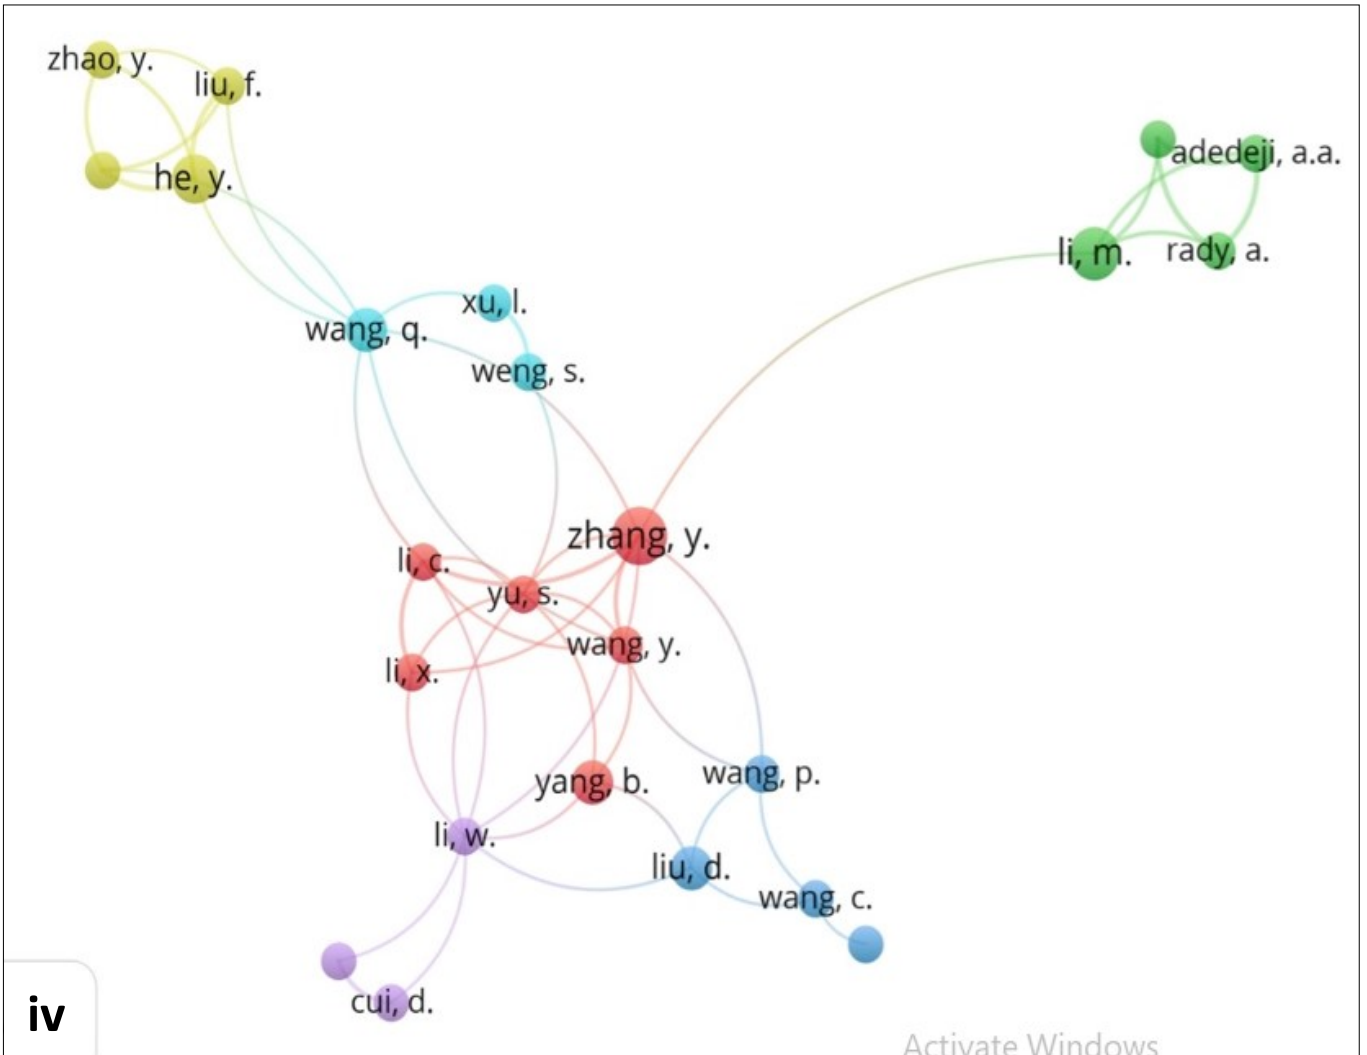 zhao, y.
liu, f.
he, y.
adedeji, a.a.
li, m.
rady, a.
xu, l.
wang, q.
weng, s.
zhang, y.
li, c.
yu, s.
wang, y.
li, x.
yang, b.
wang, p.
li, w.
liu, d.
wang, c.
cui, d.
iv
Activate Windows